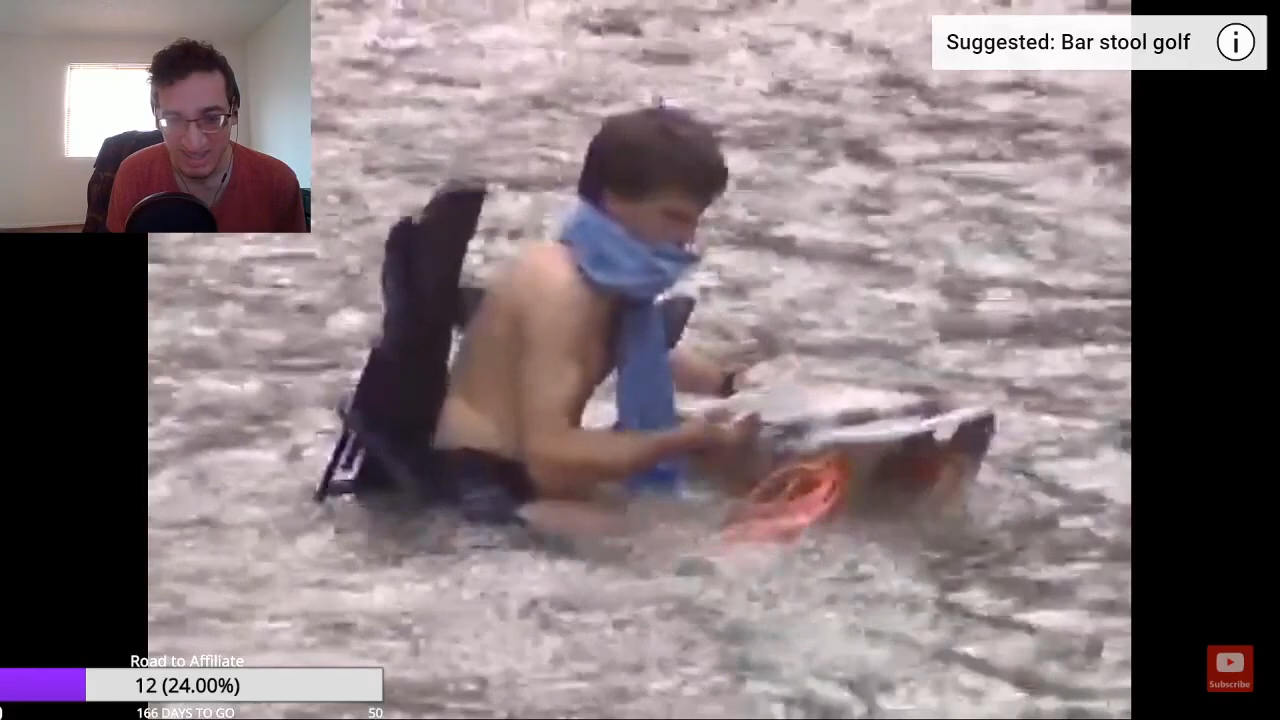 Suggested: Bar stool golf
Road to Affiliate
12 (24.00%)
166 DAYS TO GO
50
Subscribe